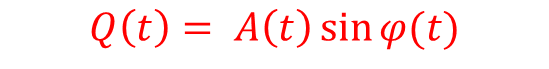 Q(t) = A(t) sin φ(t)